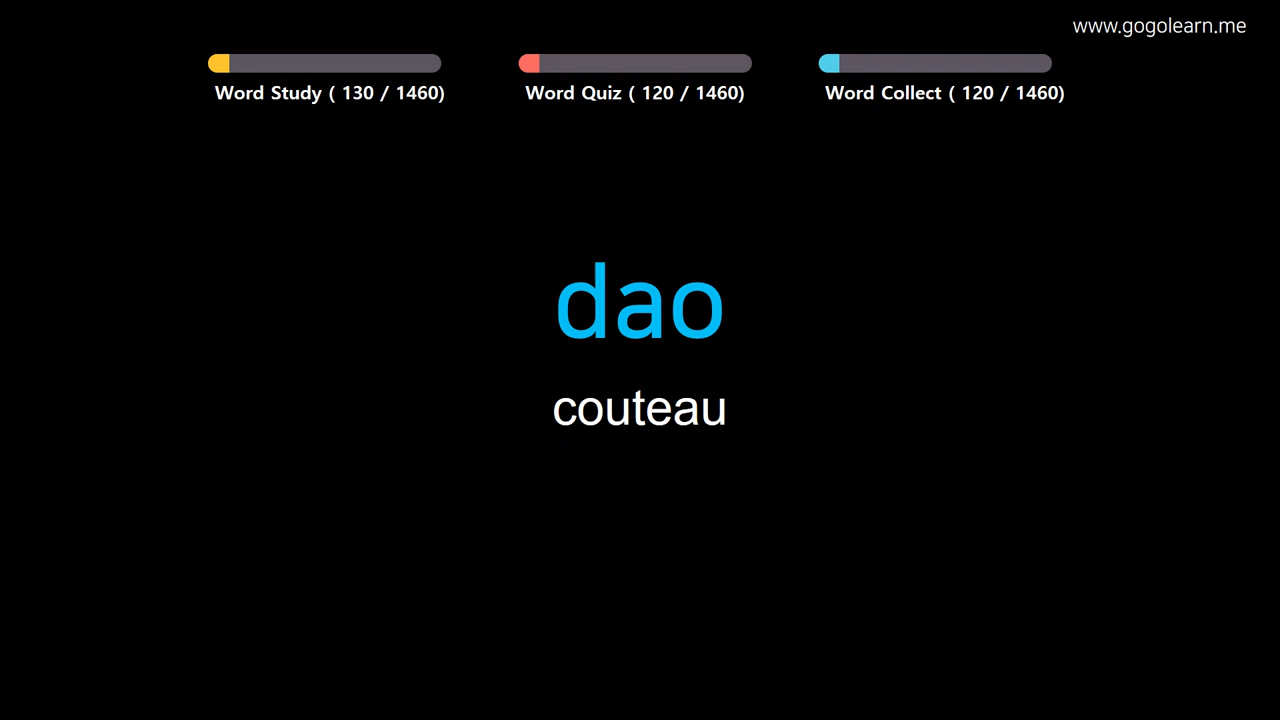 www.gogolearn.me
Word Study ( 130 / 1460)
Word Quiz ( 120 / 1460)
Word Collect ( 120 / 1460)
dao
couteau